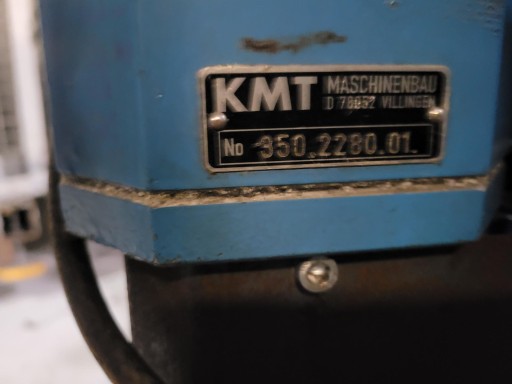 KMT MASCHINENBAU
D 78052 VILLINGEN
No 350.2280.01.